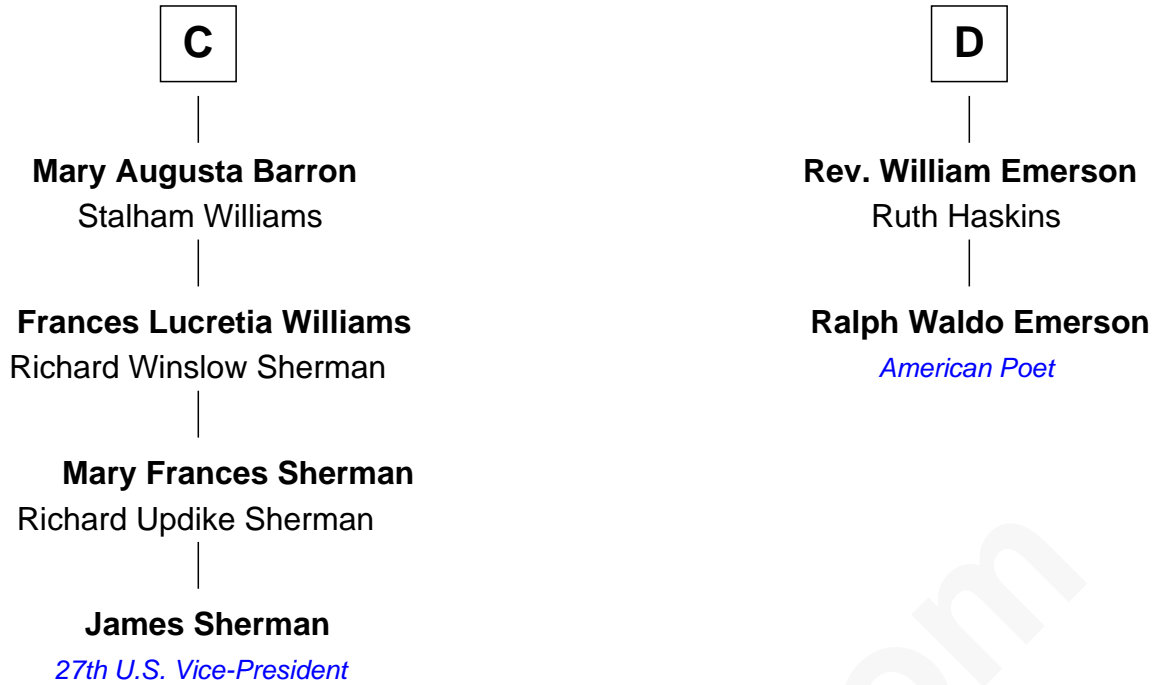 C
Mary Augusta Barron
Stalham Williams
Frances Lucretia Williams
Richard Winslow Sherman
Mary Frances Sherman
Richard Updike Sherman
James Sherman
27th U.S. Vice-President
D
Rev. William Emerson
Ruth Haskins
Ralph Waldo Emerson
American Poet
om